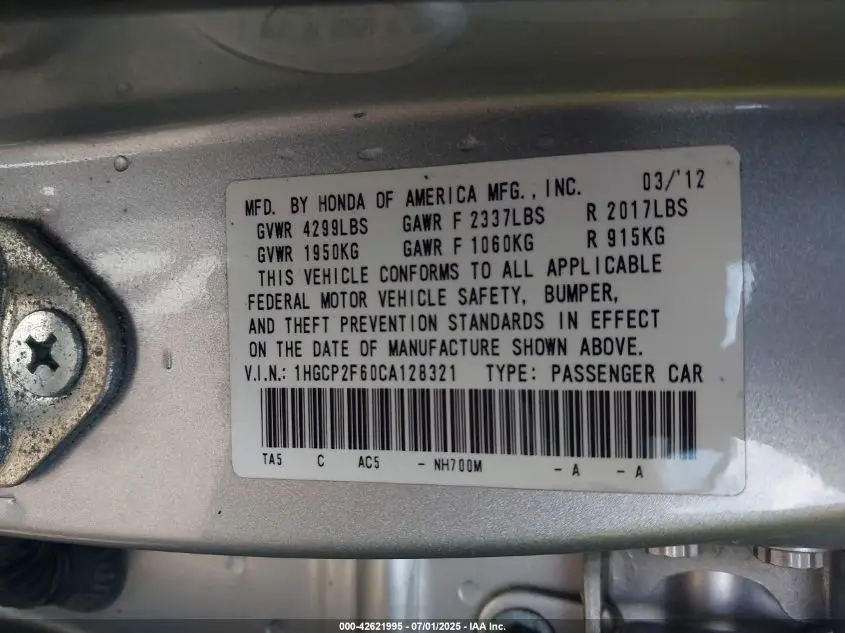 MFD. BY HONDA OF AMERICA MFG., INC. 03/'12
GVWR 4299LBS GAWR F 2337LBS R 2017LBS
GVWR 1950KG GAWR F 1060KG R 915KG
THIS VEHICLE CONFORMS TO ALL APPLICABLE
FEDERAL MOTOR VEHICLE SAFETY, BUMPER,
AND THEFT PREVENTION STANDARDS IN EFFECT
ON THE DATE OF MANUFACTURE SHOWN ABOVE.
V.I.N.: 1HGCP2F60CA128321 TYPE: PASSENGER CAR
TA5 C AC5 - NH700M - A - A
000-42621995 - 07/01/2025 - IAA Inc.